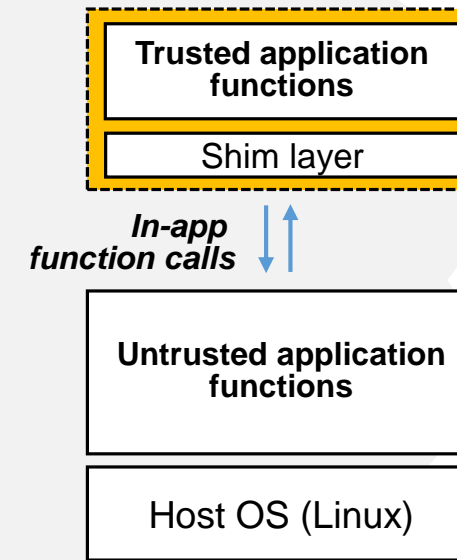 Trusted application
functions
Shim layer
In-app
function calls
Untrusted application
functions
Host OS (Linux)